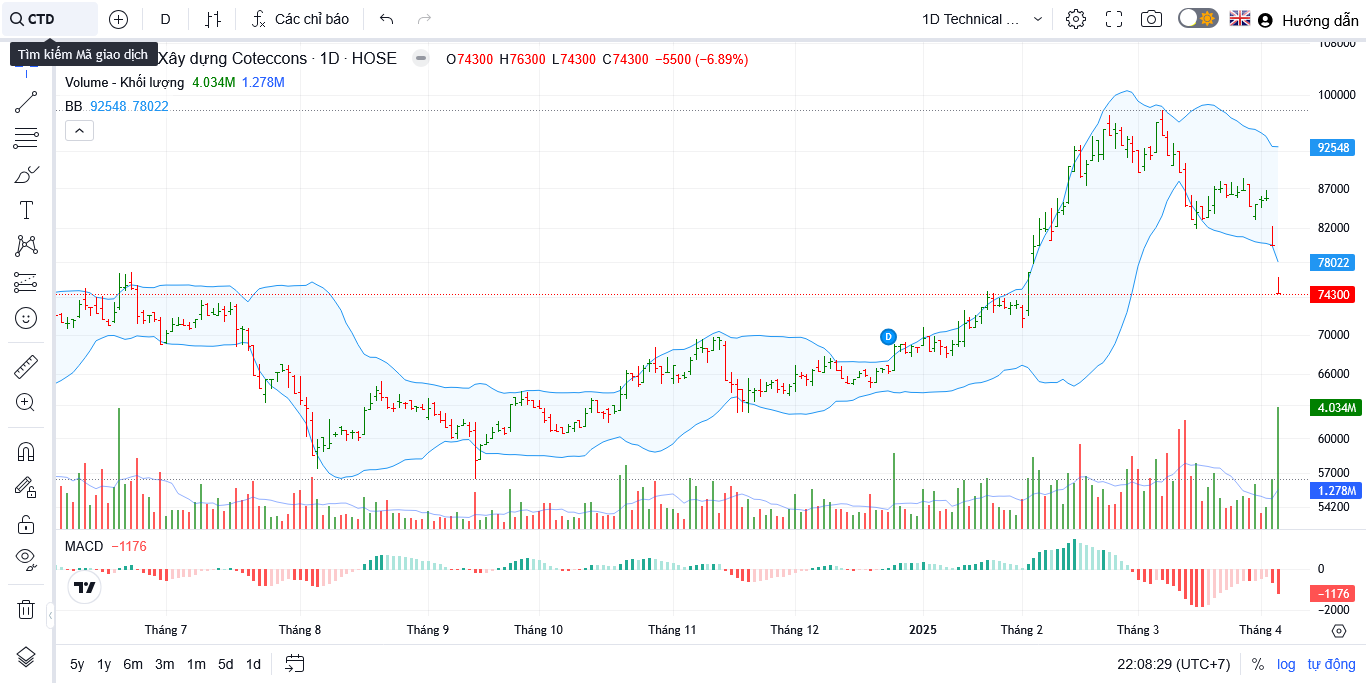 CTD D Các chỉ báo 1D Technical ... Hướng dẫn
Tìm kiếm Mã giao dịch
Xây dựng Coteccons · 1D · HOSE O74300 H76300 L74300 C74300 −5500 (−6.89%)
Volume - Khối lượng 4.034M 1.278M
BB 92548 78022
108000
100000
92548
87000
82000
78022
74300
70000
66000
4.034M
60000
57000
1.278M
54200
D
MACD −1176
0
−1176
−2000
Tháng 7 Tháng 8 Tháng 9 Tháng 10 Tháng 11 Tháng 12 2025 Tháng 2 Tháng 3 Tháng 4
5y 1y 6m 3m 1m 5d 1d 22:08:29 (UTC+7) % log tự động